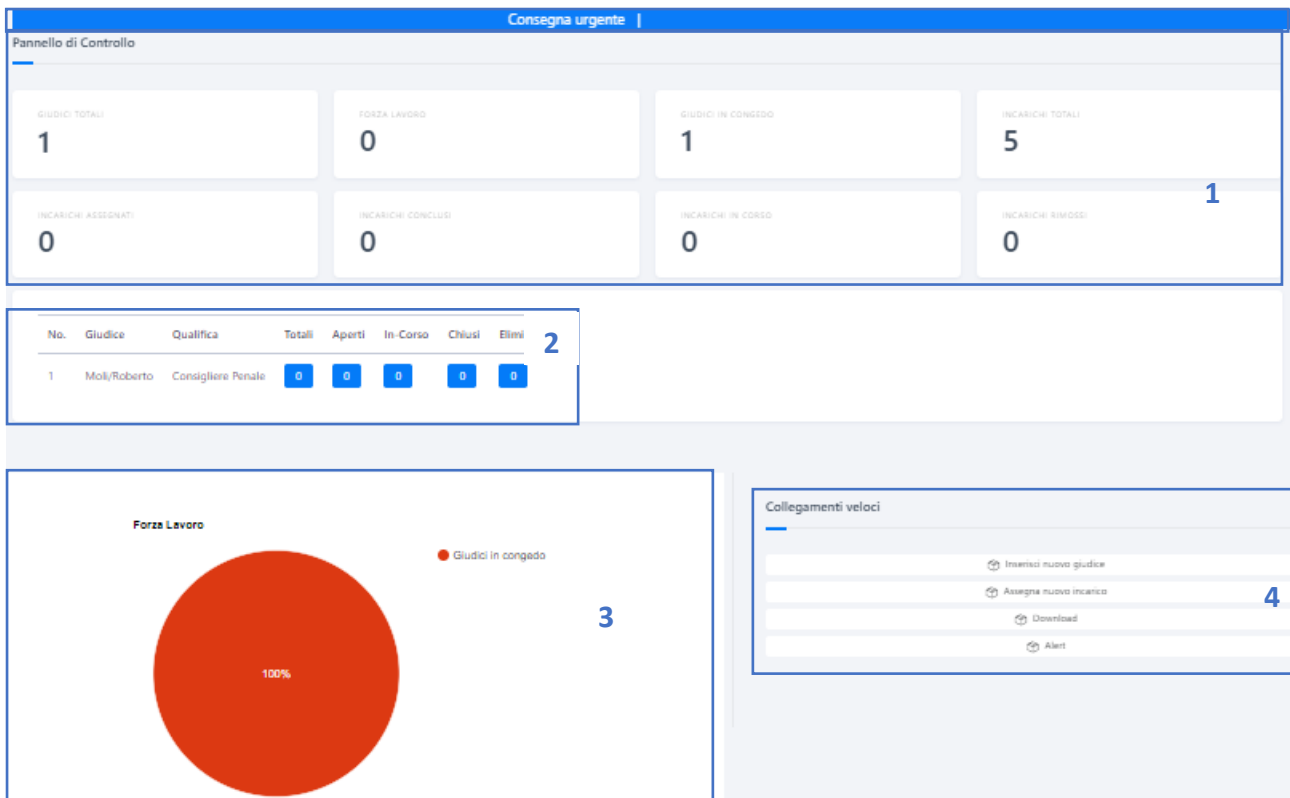 Consegna urgente |
Pannello di Controllo
GIUDICI TOTALI
1
FORZA LAVORO
0
GIUDICI IN CONGEDO
1
INCARICHI TOTALI
5
1
INCARICHI ASSEGNATI
0
INCARICHI CONCLUSI
0
INCARICHI IN CORSO
0
INCARICHI RIMOSSI
0
No. Giudice Qualifica Totali Aperti In-Corso Chiusi Elimi
2
1 Moli/Roberto Consigliere Penale 0 0 0 0 0
Forza Lavoro
Giudici in congedo
100%
3
Collegamenti veloci
Inserisci nuovo giudice
Assegna nuovo incarico
Download
Alert
4